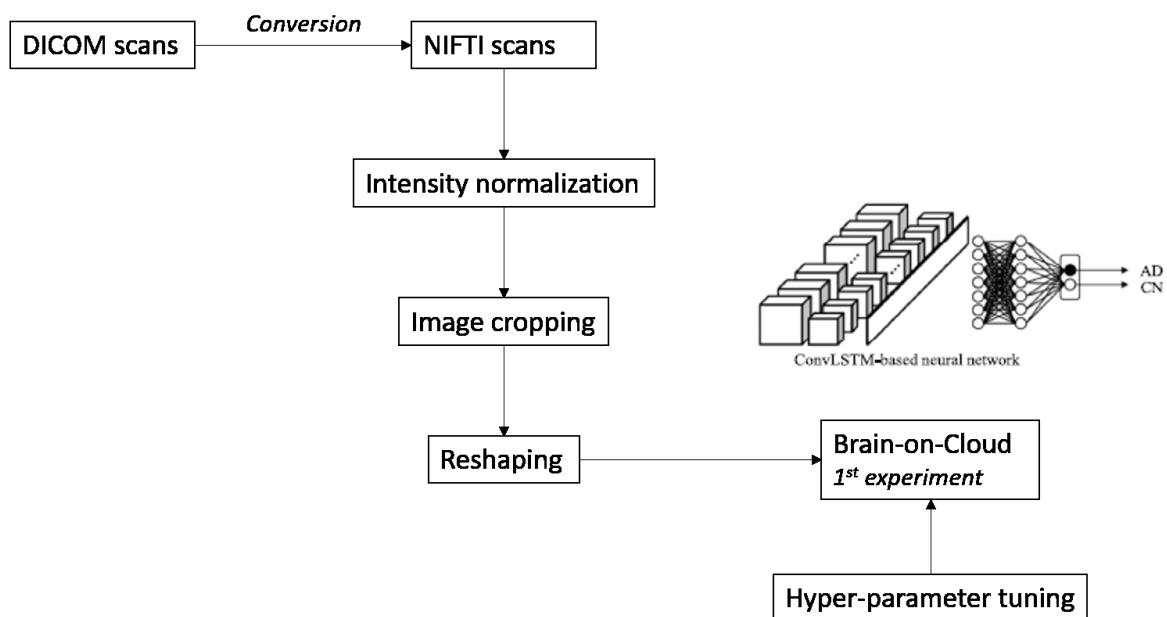 Conversion
DICOM scans
NIFTI scans
Intensity normalization
Image cropping
AD
CN
ConvLSTM-based neural network
Reshaping
Brain-on-Cloud
1st experiment
Hyper-parameter tuning